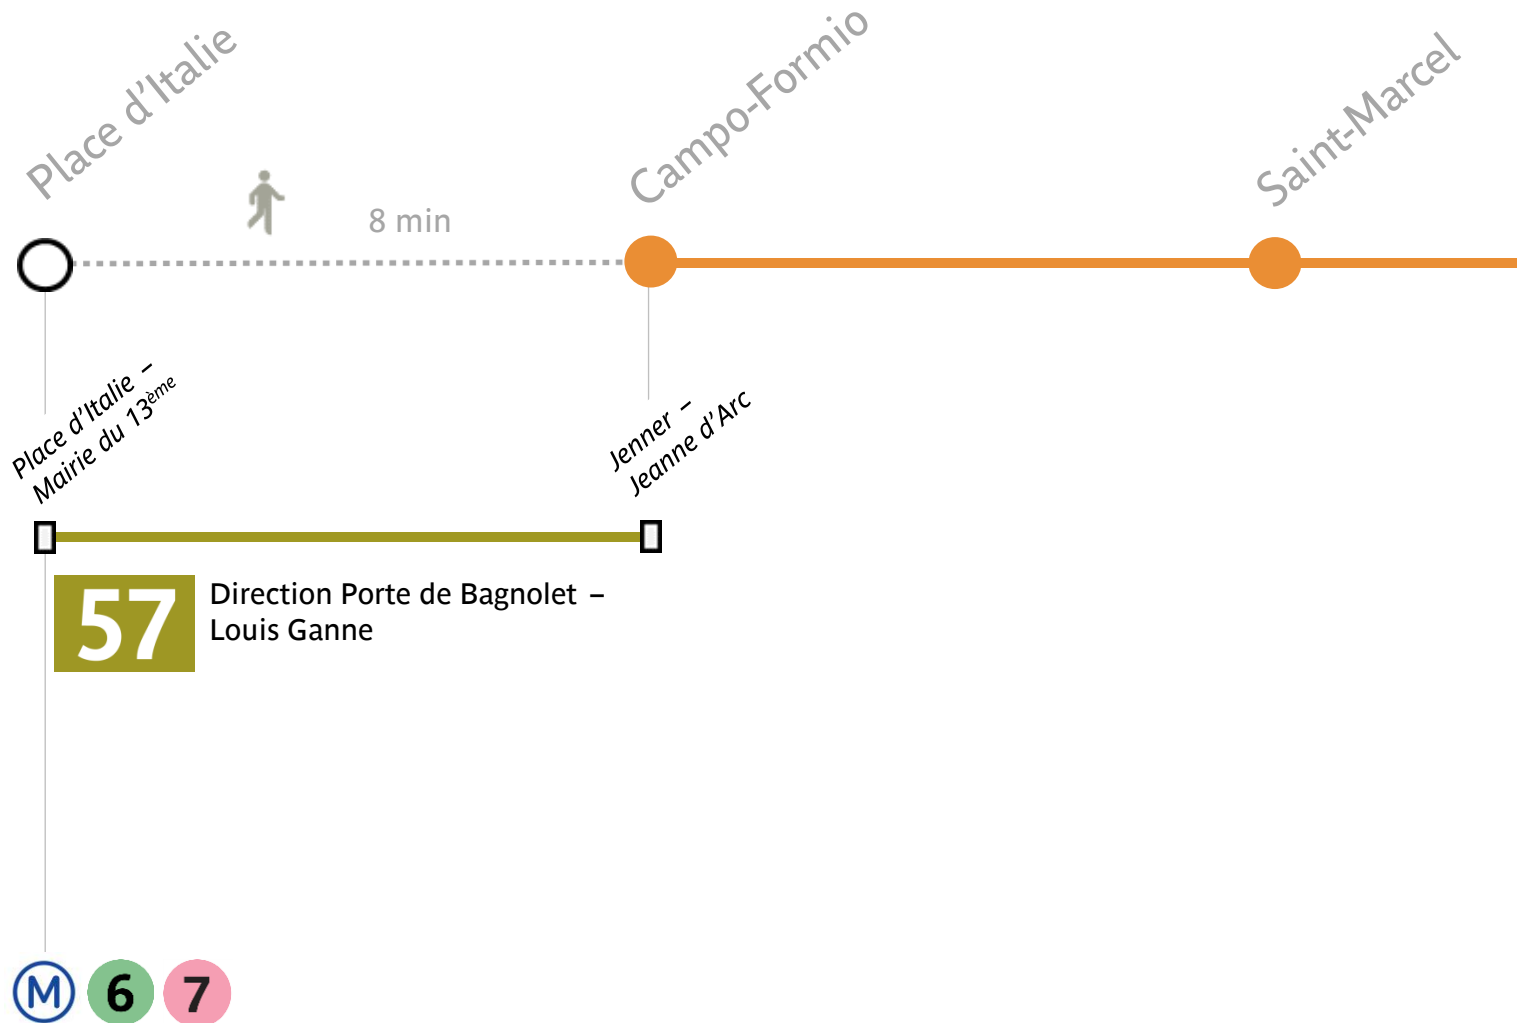 Place d'Italie
Campo-Formio
Saint-Marcel
8 min
Place d'Italie –
Mairie du 13ème
Jenner –
Jeanne d'Arc
57
Direction Porte de Bagnolet –
Louis Ganne
M 6 7